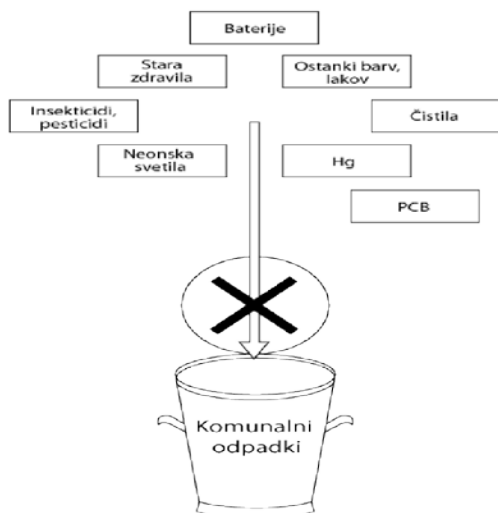 Baterije
Stara
zdravila
Ostanki barv,
lakov
Insekticidi,
pesticidi
Čistila
Neonska
svetila
Hg
PCB
Komunalni
odpadki